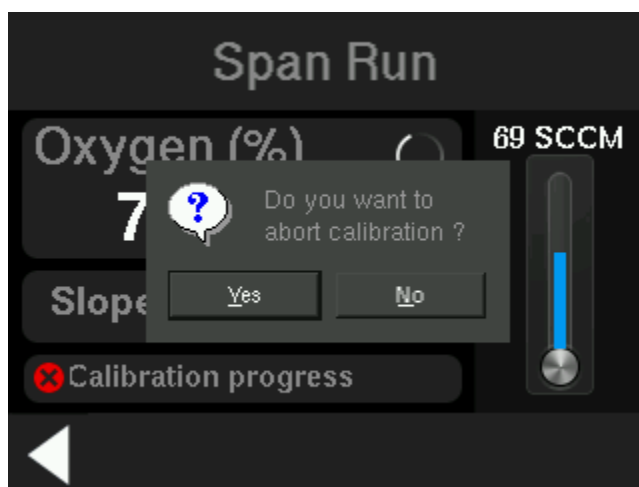 Span Run
Oxygen (%)
69 SCCM
7
Do you want to
abort calibration ?
Slope
Yes
No
Calibration progress